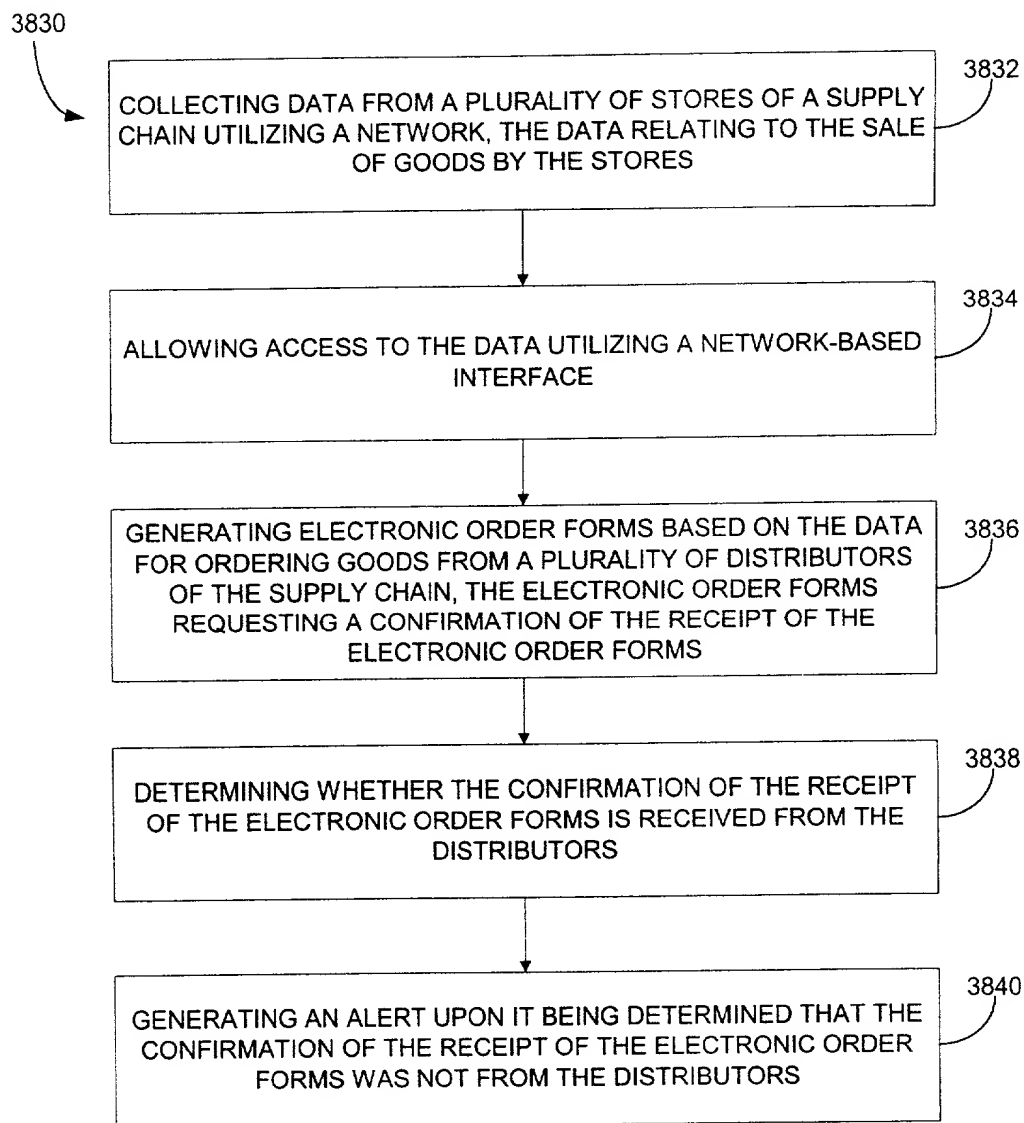 3830
3832
COLLECTING DATA FROM A PLURALITY OF STORES OF A SUPPLY
CHAIN UTILIZING A NETWORK, THE DATA RELATING TO THE SALE
OF GOODS BY THE STORES
3834
ALLOWING ACCESS TO THE DATA UTILIZING A NETWORK-BASED
INTERFACE
3836
GENERATING ELECTRONIC ORDER FORMS BASED ON THE DATA
FOR ORDERING GOODS FROM A PLURALITY OF DISTRIBUTORS
OF THE SUPPLY CHAIN, THE ELECTRONIC ORDER FORMS
REQUESTING A CONFIRMATION OF THE RECEIPT OF THE
ELECTRONIC ORDER FORMS
3838
DETERMINING WHETHER THE CONFIRMATION OF THE RECEIPT
OF THE ELECTRONIC ORDER FORMS IS RECEIVED FROM THE
DISTRIBUTORS
3840
GENERATING AN ALERT UPON IT BEING DETERMINED THAT THE
CONFIRMATION OF THE RECEIPT OF THE ELECTRONIC ORDER
FORMS WAS NOT FROM THE DISTRIBUTORS